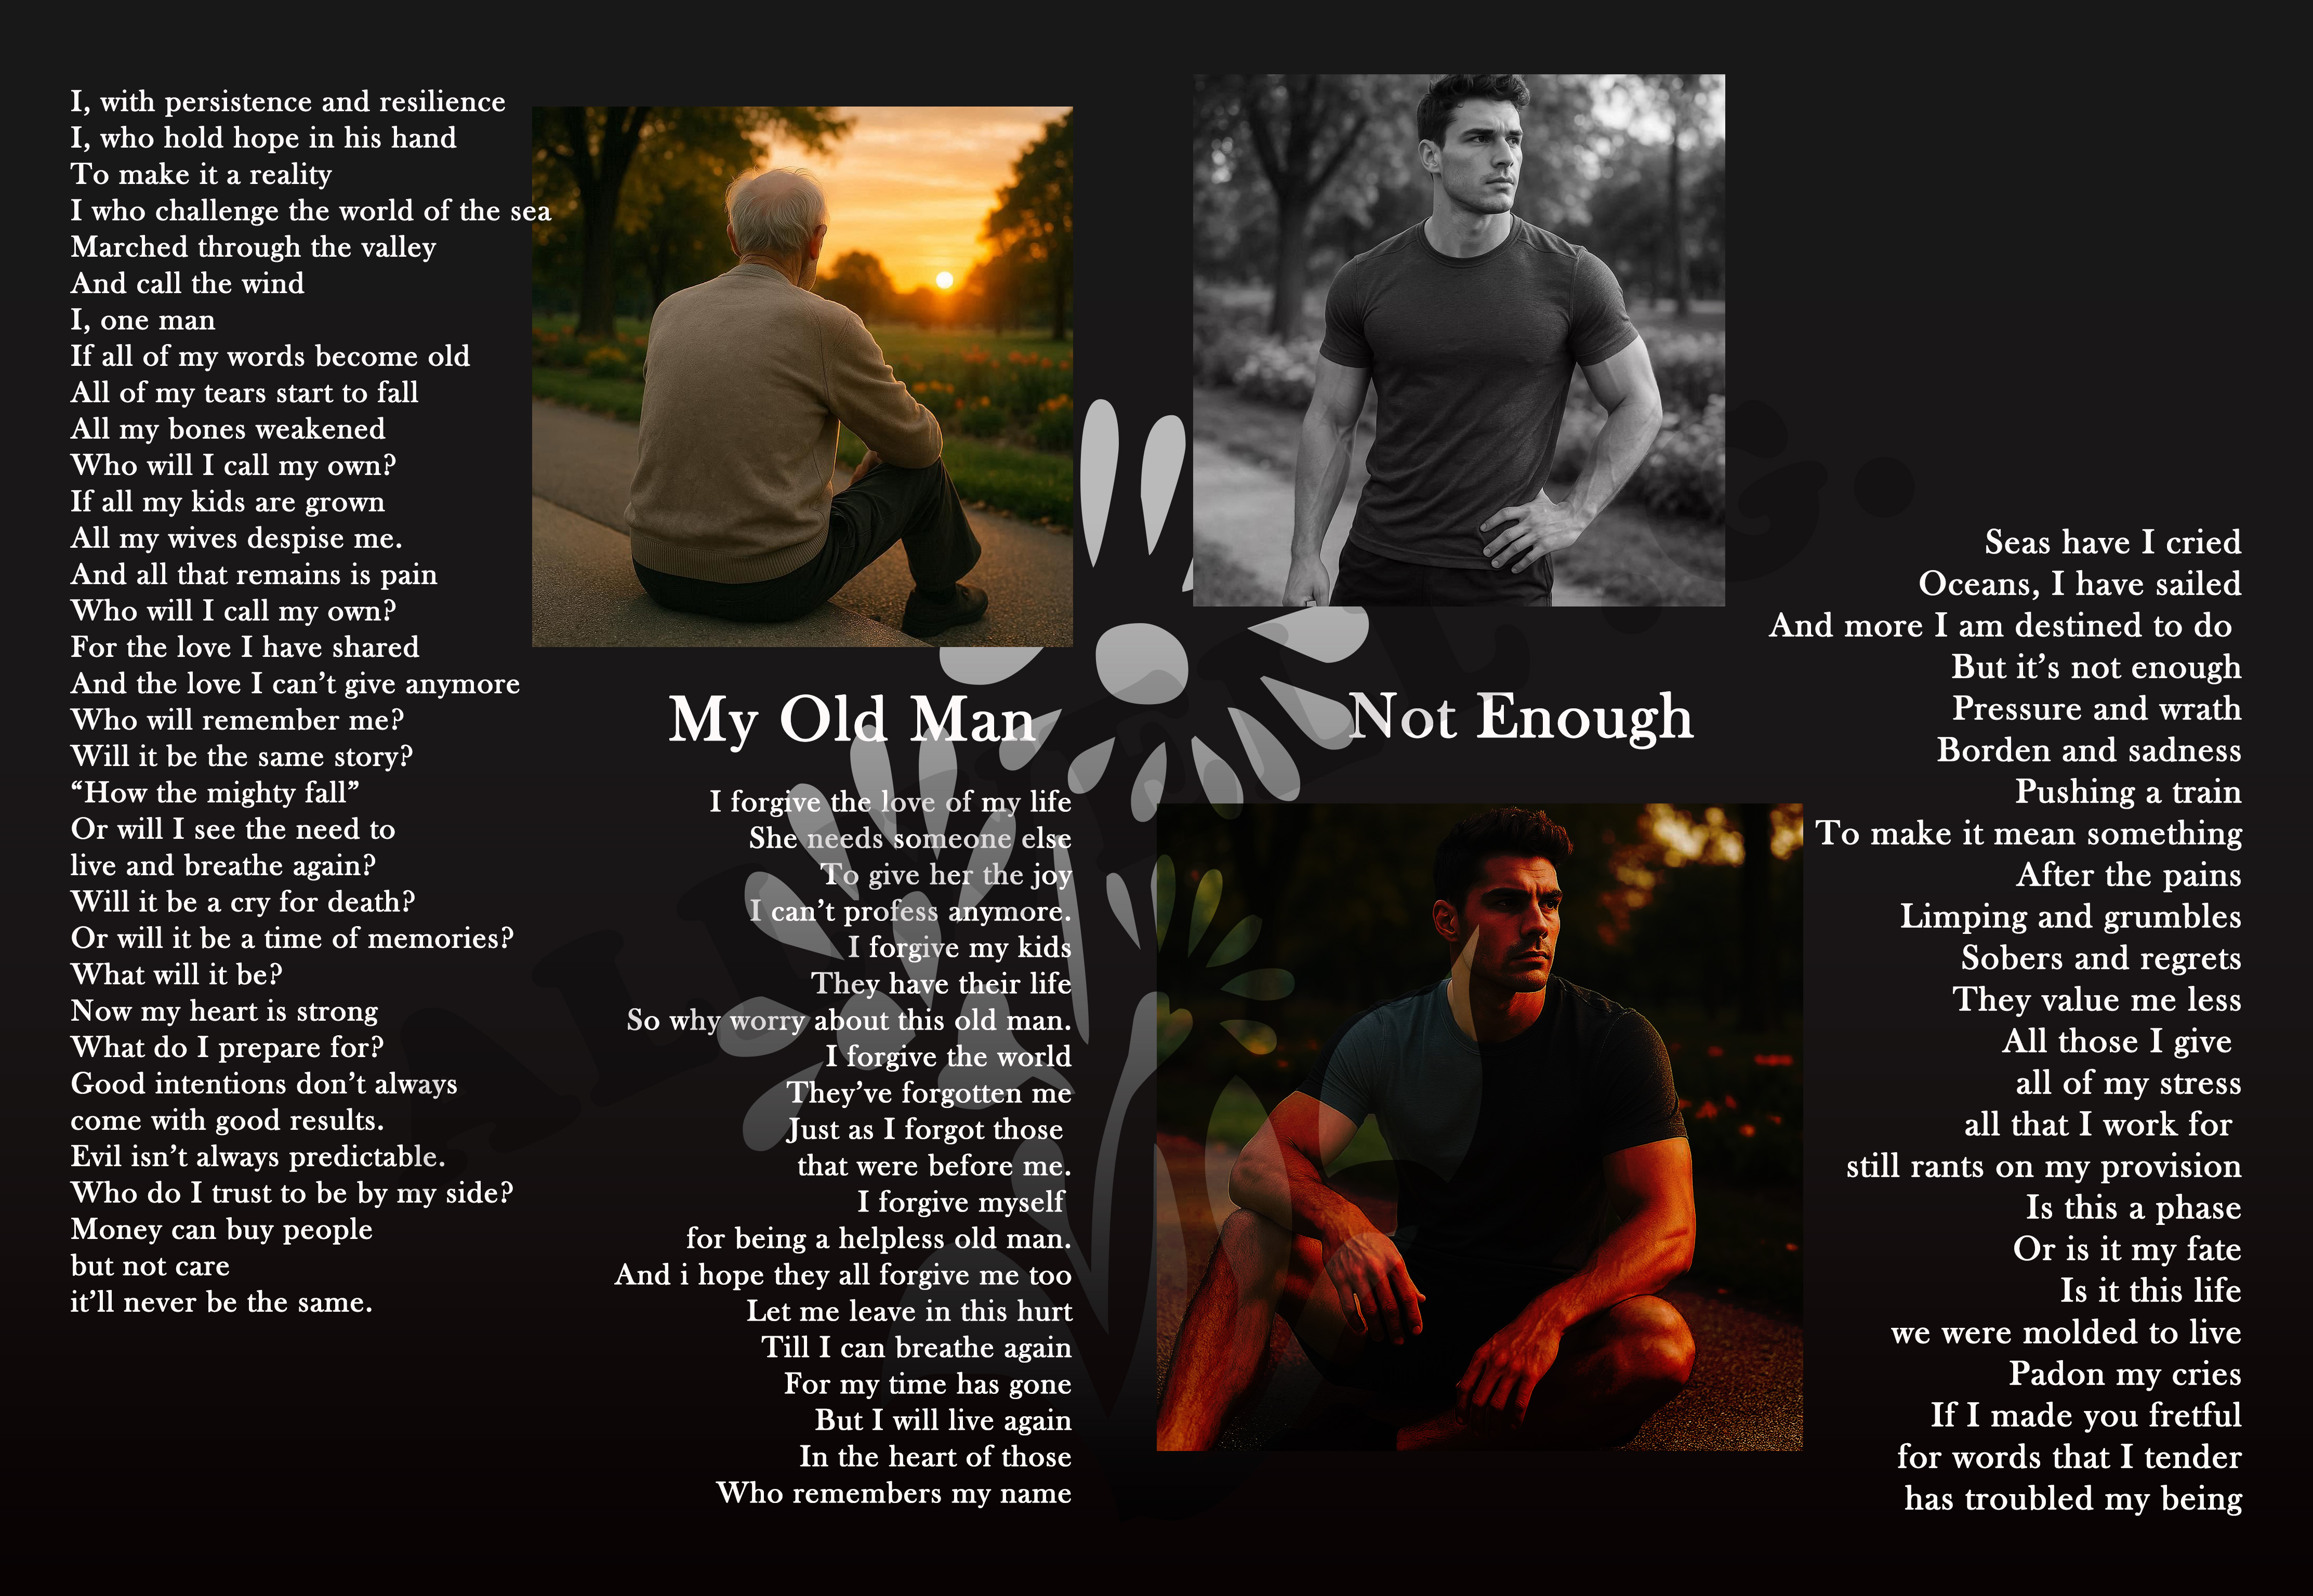 I, with persistence and resilience
I, who hold hope in his hand
To make it a reality
I who challenge the world of the sea
Marched through the valley
And call the wind
I, one man
If all of my words become old
All of my tears start to fall
All my bones weakened
Who will I call my own?
If all my kids are grown
All my wives despise me.
And all that remains is pain
Who will I call my own?
For the love I have shared
And the love I can’t give anymore
Who will remember me?
Will it be the same story?
“How the mighty fall”
Or will I see the need to
live and breathe again?
Will it be a cry for death?
Or will it be a time of memories?
What will it be?
Now my heart is strong
What do I prepare for?
Good intentions don’t always
come with good results.
Evil isn’t always predictable.
Who do I trust to be by my side?
Money can buy people
but not care
it’ll never be the same.
My Old Man
I forgive the love of my life
She needs someone else
To give her the joy
I can’t profess anymore.
I forgive my kids
They have their life
So why worry about this old man.
I forgive the world
They’ve forgotten me
Just as I forgot those
that were before me.
I forgive myself
for being a helpless old man.
And i hope they all forgive me too
Let me leave in this hurt
Till I can breathe again
For my time has gone
But I will live again
In the heart of those
Who remembers my name
Not Enough
Seas have I cried
Oceans, I have sailed
And more I am destined to do
But it’s not enough
Pressure and wrath
Borden and sadness
Pushing a train
To make it mean something
After the pains
Limping and grumbles
Sobers and regrets
They value me less
All those I give
all of my stress
all that I work for
still rants on my provision
Is this a phase
Or is it my fate
Is it this life
we were molded to live
Padon my cries
If I made you fretful
for words that I tender
has troubled my being